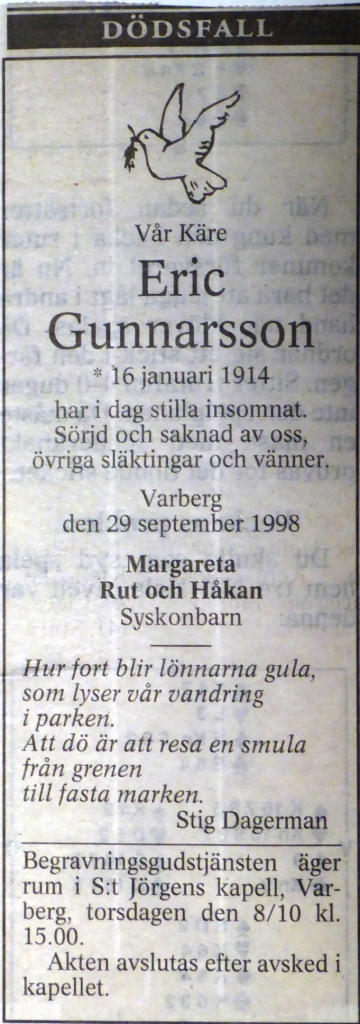 DÖDSFALL
Vår Käre
Eric
Gunnarsson
* 16 januari 1914
har i dag stilla insomnat.
Sörjd och saknad av oss,
övriga släktingar och vänner.
Varberg
den 29 september 1998
Margareta
Rut och Håkan
Syskonbarn
Hur fort blir lönnarna gula,
som lyser vår vandring
i parken.
Att dö är att resa en smula
från grenen
till fasta marken.
Stig Dagerman
Begravningsgudstjänsten äger
rum i S:t Jörgens kapell, Var-
berg, torsdagen den 8/10 kl.
15.00.
Akten avslutas efter avsked i
kapellet.